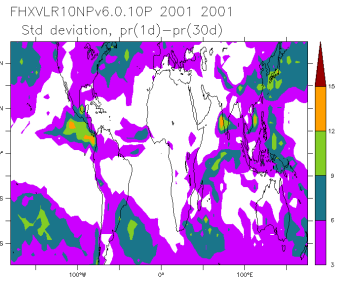 FHXVLR10NPv6.0.10P 2001 2001
Std deviation, pr(1d)-pr(30d)
15
12
9
6
3
100°W 0° 100°E